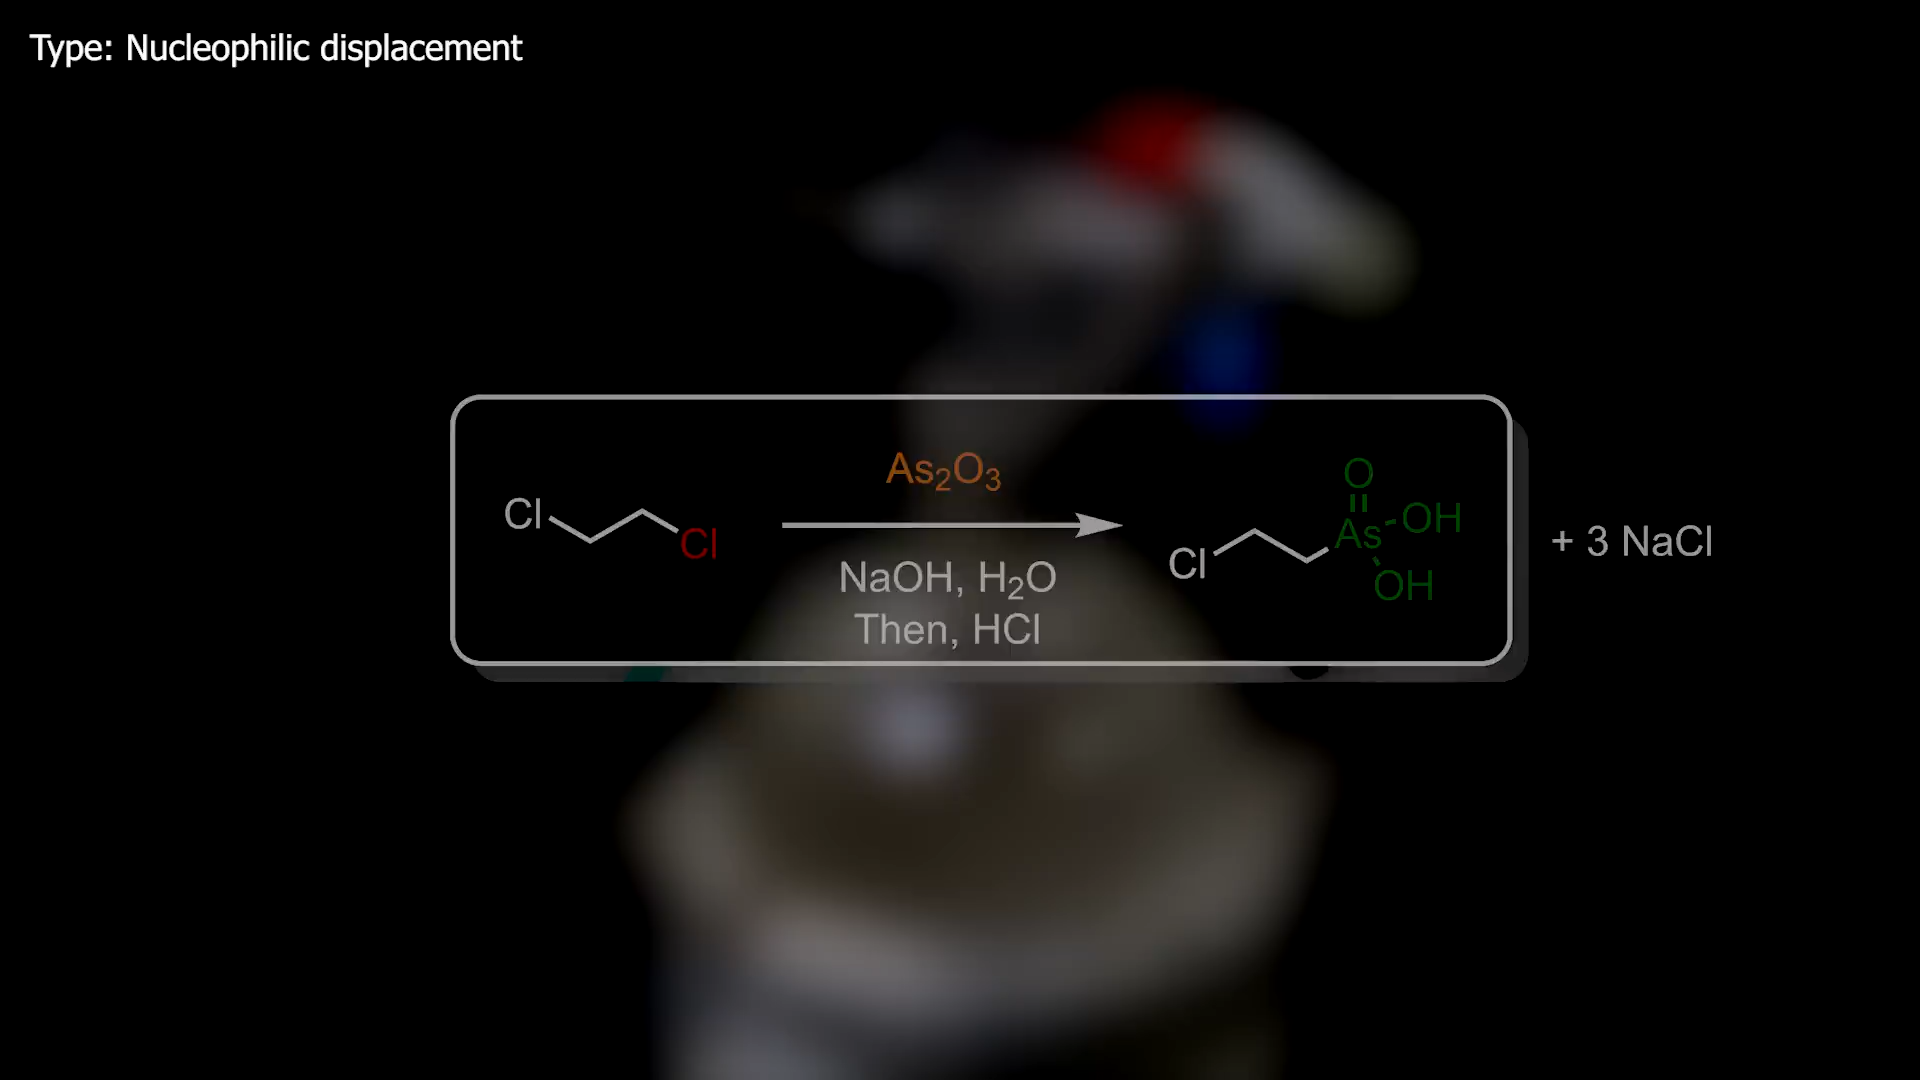 Type: Nucleophilic displacement
As₂O₃
Cl
Cl
NaOH, H₂O
Then, HCl
O
As
OH
OH
Cl
+ 3 NaCl